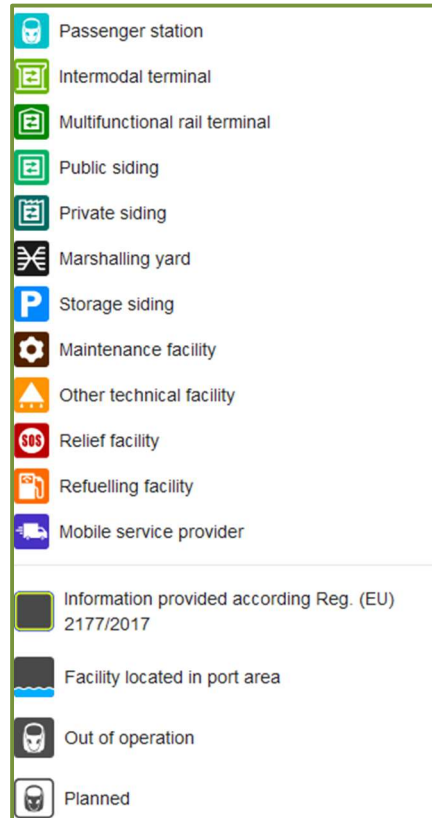 Passenger station
Intermodal terminal
Multifunctional rail terminal
Public siding
Private siding
Marshalling yard
P
Storage siding
Maintenance facility
Other technical facility
SOS
Relief facility
Refuelling facility
Mobile service provider
Information provided according Reg. (EU)
2177/2017
Facility located in port area
Out of operation
Planned